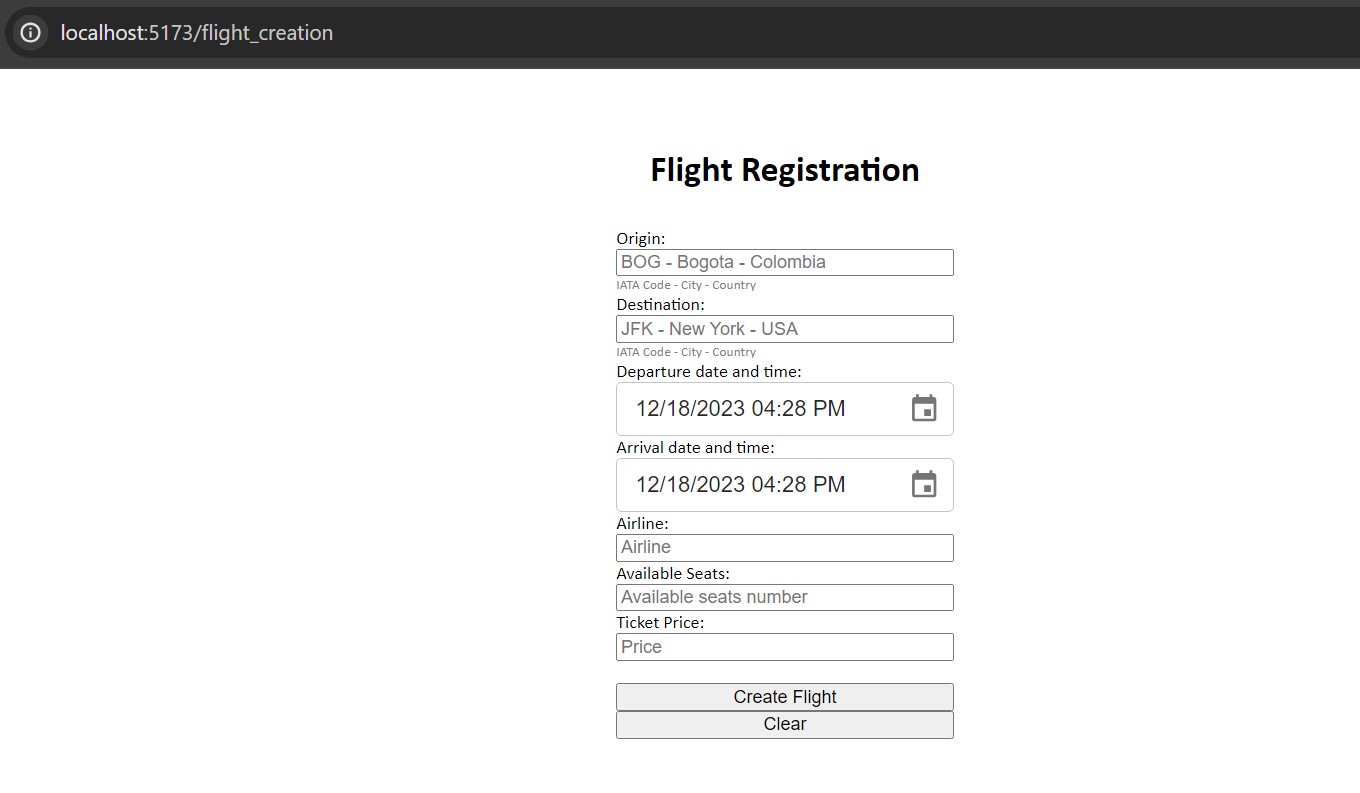 localhost:5173/flight_creation
Flight Registration
Origin:
BOG - Bogota - Colombia
IATA Code - City - Country
Destination:
JFK - New York - USA
IATA Code - City - Country
Departure date and time:
12/18/2023 04:28 PM
Arrival date and time:
12/18/2023 04:28 PM
Airline:
Airline
Available Seats:
Available seats number
Ticket Price:
Price
Create Flight
Clear